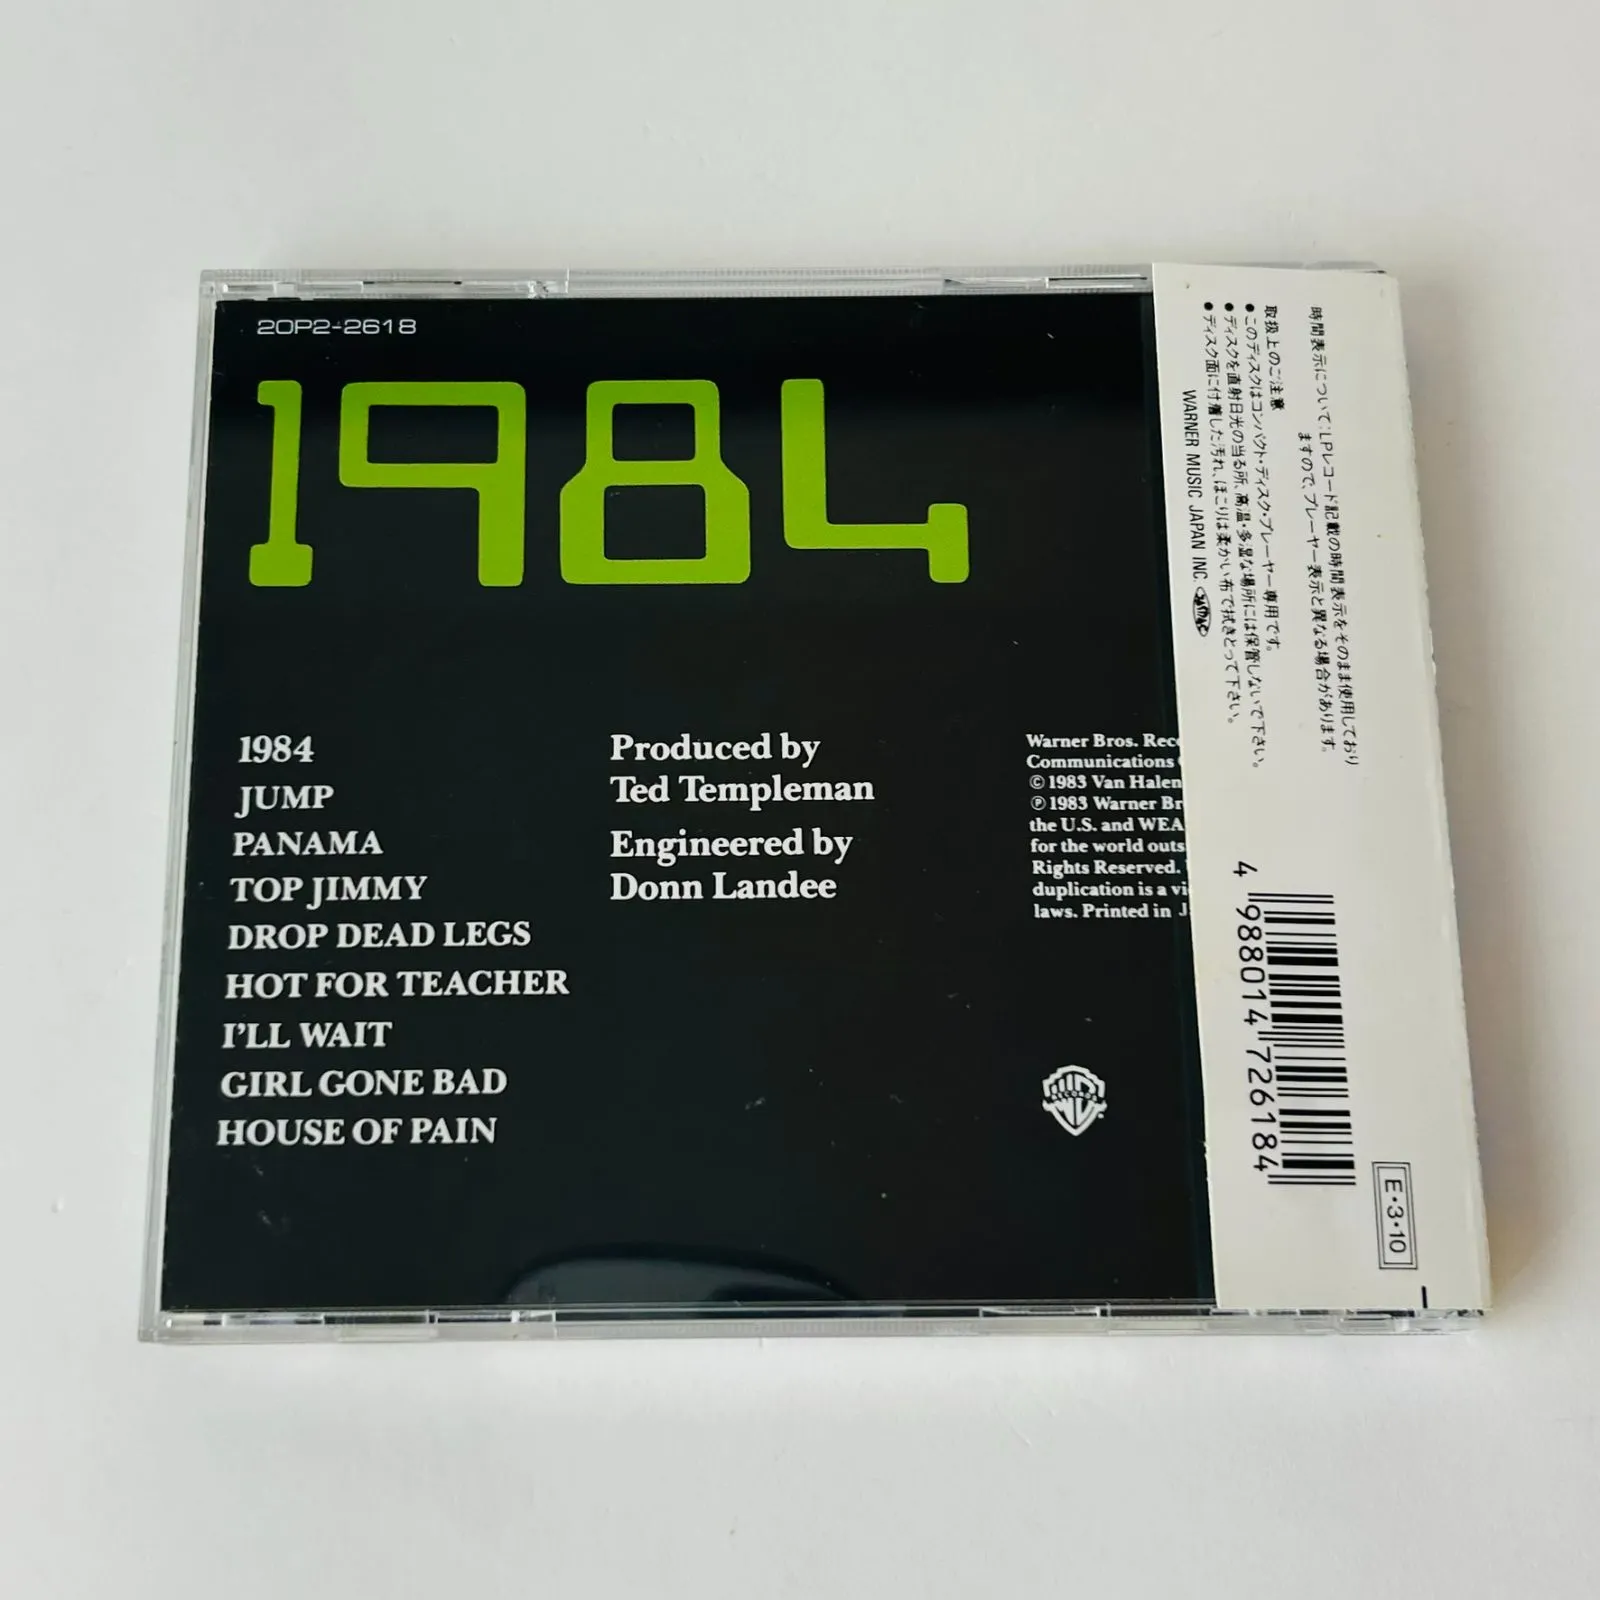 20P2-2618
1984
1984
JUMP
PANAMA
TOP JIMMY
DROP DEAD LEGS
HOT FOR TEACHER
I'LL WAIT
GIRL GONE BAD
HOUSE OF PAIN
Produced by
Ted Templeman
Engineered by
Donn Landee
Warner Bros. Rec
Communications
© 1983 Van Halen
℗ 1983 Warner Br
the U.S. and WEA
for the world outs
Rights Reserved.
duplication is a vi
laws. Printed in J
RECORDS
時間表示について:LPレコード記載の時間表示をそのまま使用しており
ますので、プレーヤー表示と異なる場合があります。
取扱上のご注意
●このディスクはコンパクト・ディスク・プレーヤー専用です。
●ディスクを直射日光の当る所、高温・多湿な場所には保管しないで下さい。
●ディスク面に付着した汚れ、ほこりは柔かい布で拭きとって下さい。
WARNER MUSIC JAPAN INC.
4 988014 726184
E・3・10